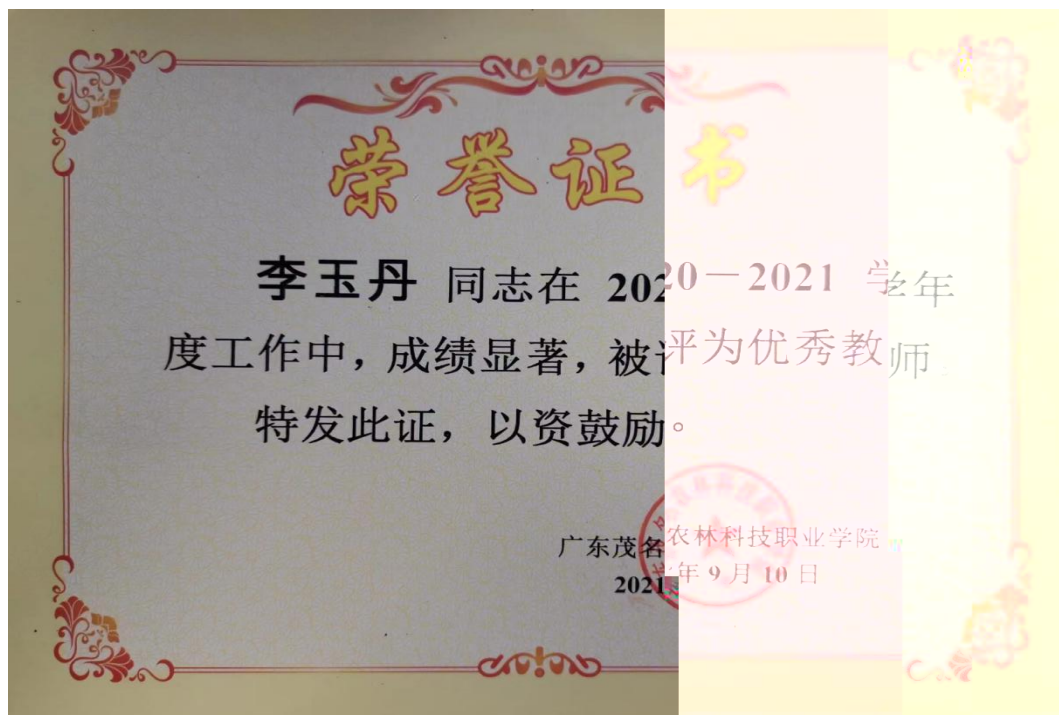 荣誉证书
李玉丹 同志在 2020－2021 学年
度工作中，成绩显著，被评为优秀教师
特发此证，以资鼓励。
广东茂名农林科技职业学院
2021年9月10日